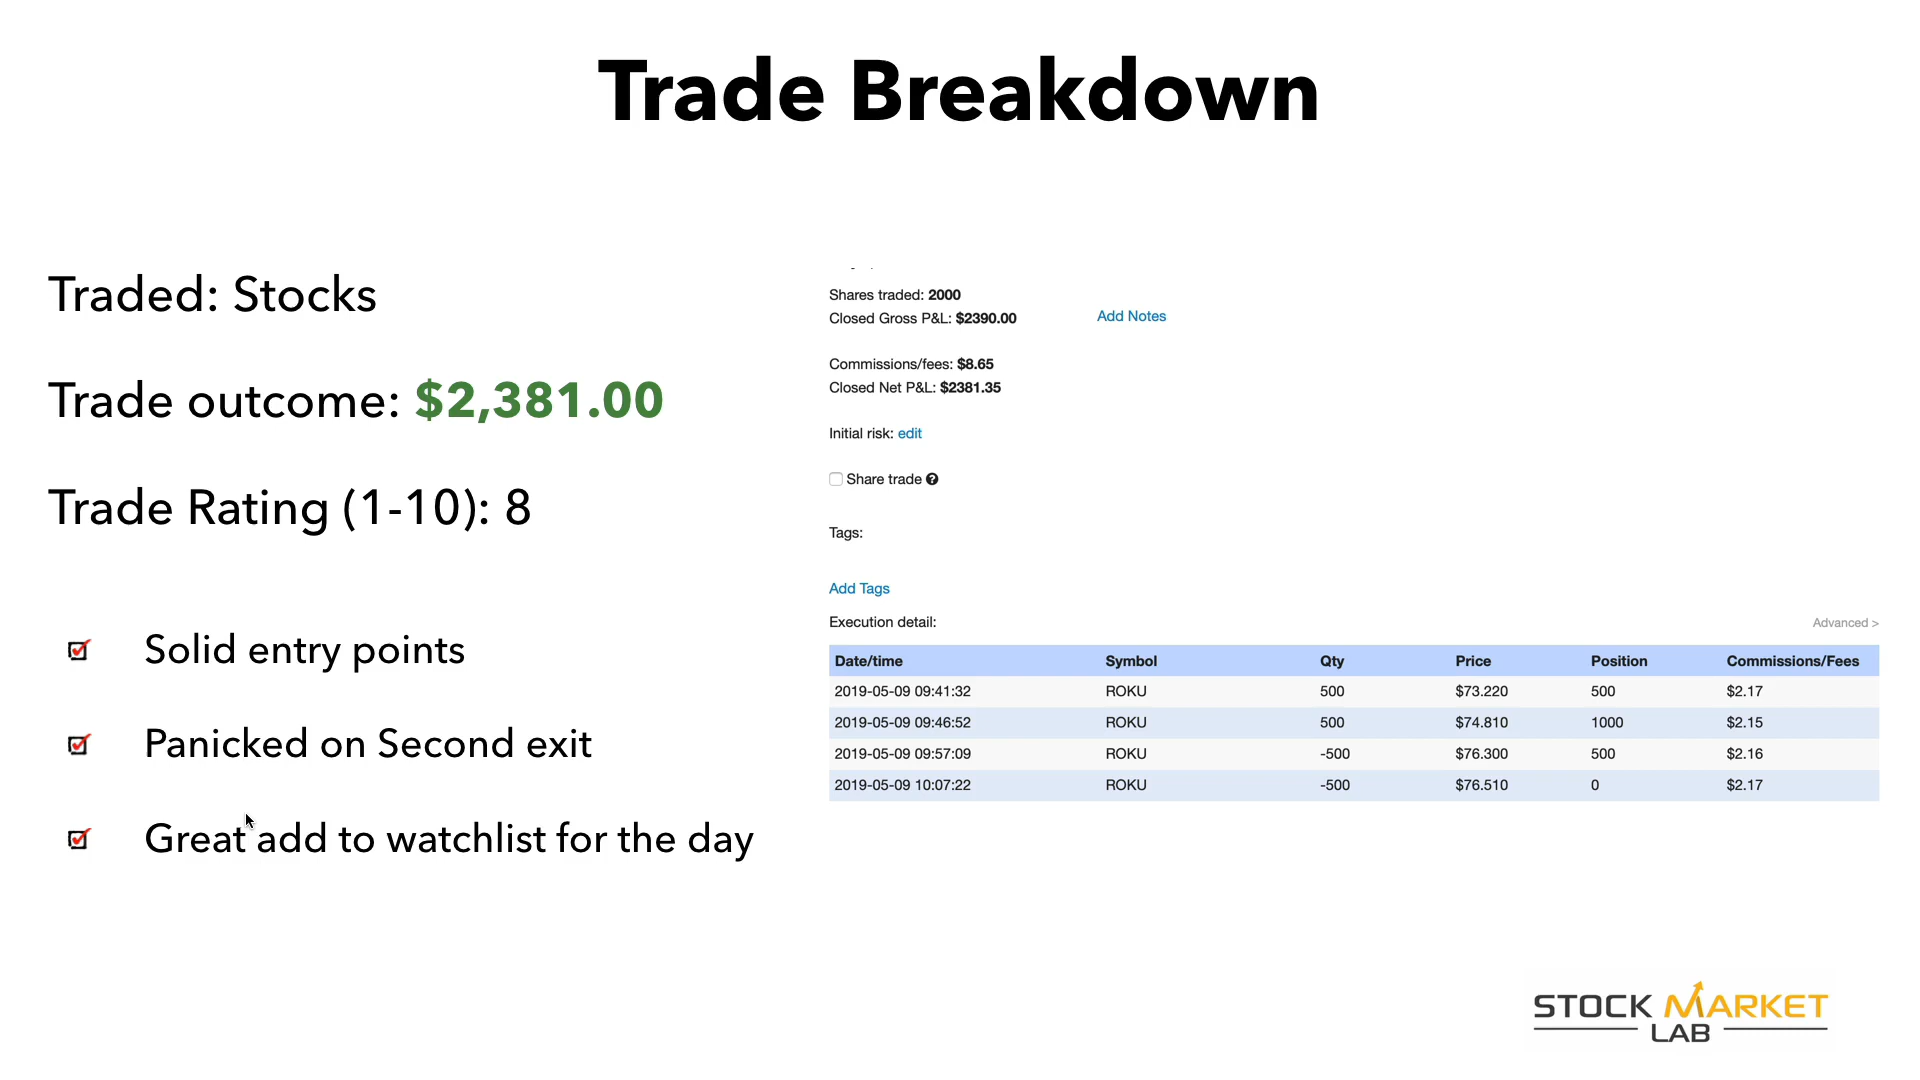 Trade Breakdown
Traded: Stocks
Trade outcome: $2,381.00
Trade Rating (1-10): 8
Solid entry points
Panicked on Second exit
Great add to watchlist for the day
Shares traded: 2000
Closed Gross P&L: $2390.00
Add Notes
Commissions/fees: $8.65
Closed Net P&L: $2381.35
Initial risk: edit
Share trade ?
Tags:
Add Tags
Execution detail:
Advanced >
Date/time Symbol Qty Price Position Commissions/Fees
2019-05-09 09:41:32 ROKU 500 $73.220 500 $2.17
2019-05-09 09:46:52 ROKU 500 $74.810 1000 $2.15
2019-05-09 09:57:09 ROKU -500 $76.300 500 $2.16
2019-05-09 10:07:22 ROKU -500 $76.510 0 $2.17
STOCK MARKET
LAB